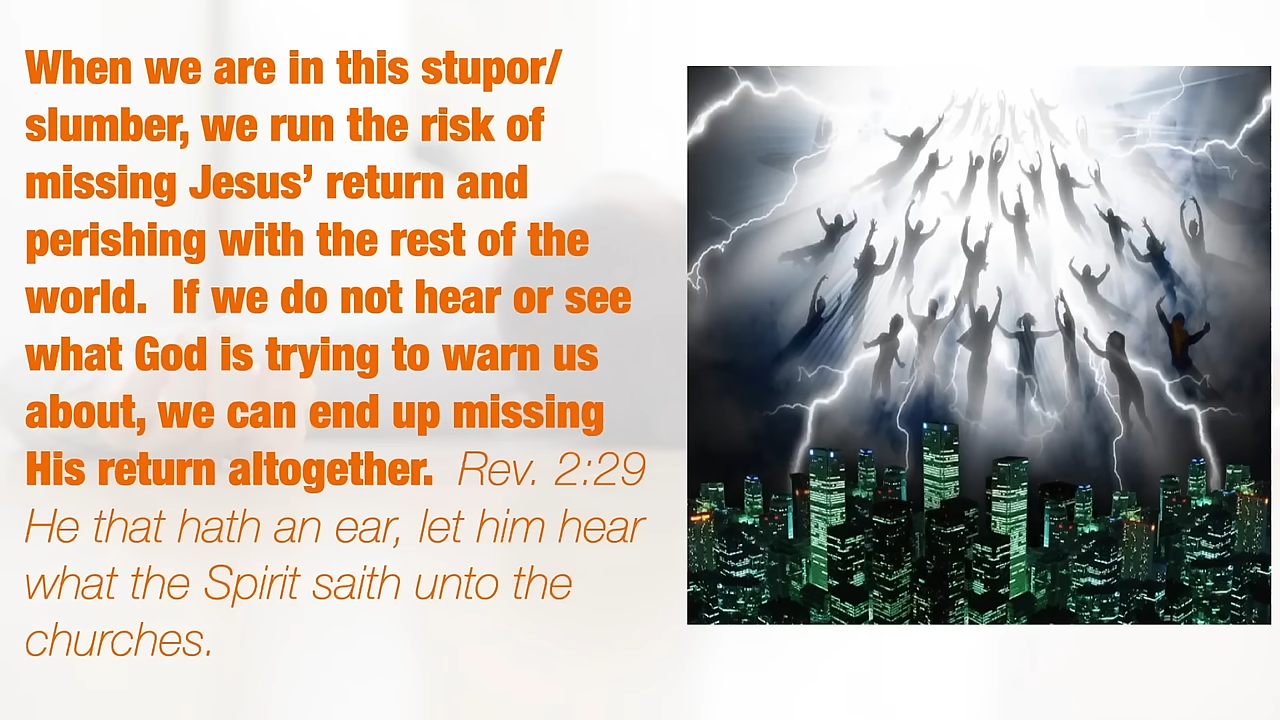 When we are in this stupor/
slumber, we run the risk of
missing Jesus’ return and
perishing with the rest of the
world.  If we do not hear or see
what God is trying to warn us
about, we can end up missing
His return altogether.  Rev. 2:29
He that hath an ear, let him hear
what the Spirit saith unto the
churches.